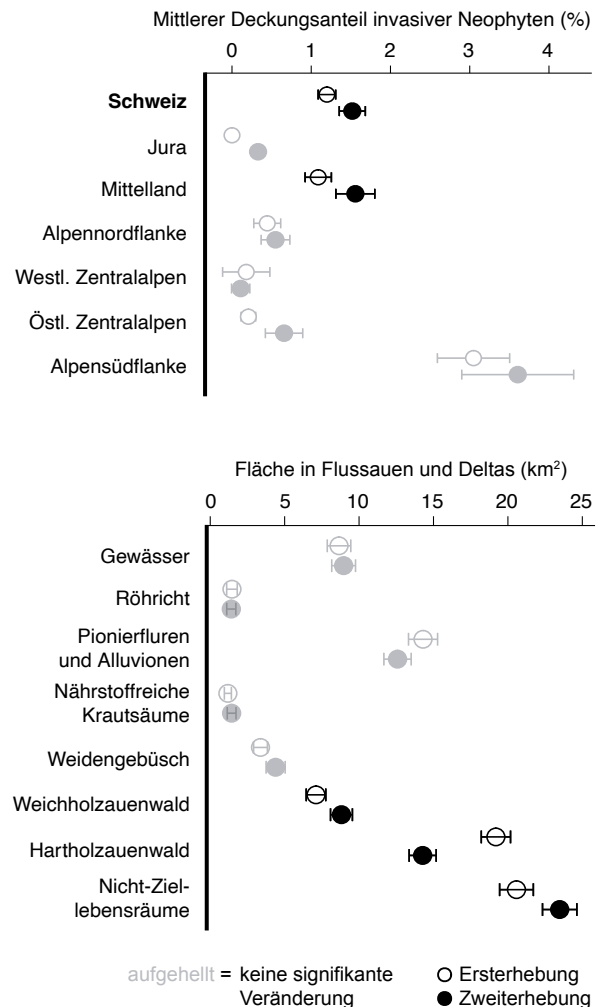 Mittlerer Deckungsanteil invasiver Neophyten (%)
0 1 2 3 4
Schweiz
Jura
Mittelland
Alpennordflanke
Westl. Zentralalpen
Östl. Zentralalpen
Alpensüdflanke
Fläche in Flussauen und Deltas (km²)
0 5 10 15 20 25
Gewässer
Röhricht
Pionierfluren
und Alluvionen
Nährstoffreiche
Krautsäume
Weidengebüsch
Weichholzauenwald
Hartholzauenwald
Nicht-Ziel-
lebensräume
aufgehellt = keine signifikante
Veränderung
Ersterhebung
Zweiterhebung